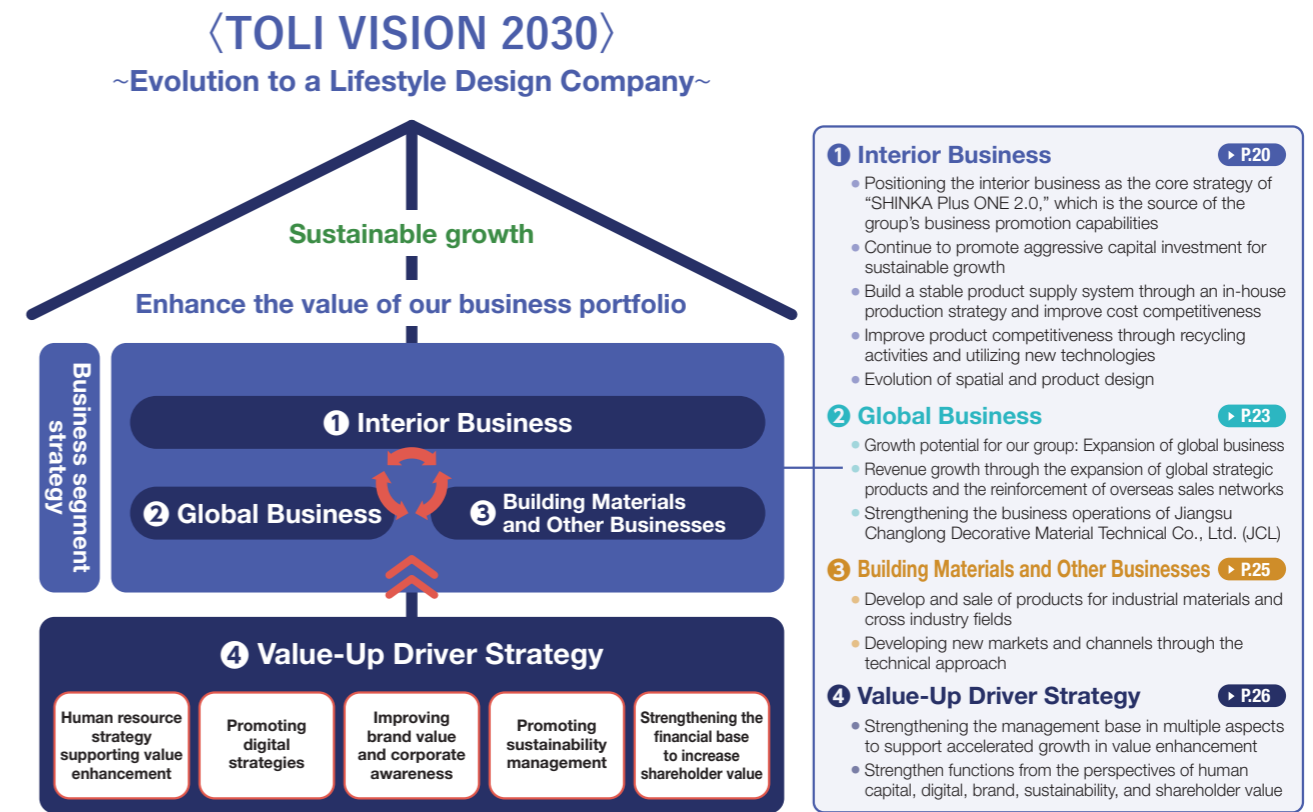 〈TOLI VISION 2030〉
~Evolution to a Lifestyle Design Company~
Sustainable growth
Enhance the value of our business portfolio
Business segment
strategy
❶ Interior Business
❷ Global Business
❸ Building Materials
and Other Businesses
❹ Value-Up Driver Strategy
Human resource
strategy
supporting value
enhancement
Promoting
digital
strategies
Improving
brand value
and corporate
awareness
Promoting
sustainability
management
Strengthening the
financial base
to increase
shareholder value
❶ Interior Business ▶ P.20
• Positioning the interior business as the core strategy of
“SHINKA Plus ONE 2.0,” which is the source of the
group’s business promotion capabilities
• Continue to promote aggressive capital investment for
sustainable growth
• Build a stable product supply system through an in-house
production strategy and improve cost competitiveness
• Improve product competitiveness through recycling
activities and utilizing new technologies
• Evolution of spatial and product design
❷ Global Business ▶ P.23
• Growth potential for our group: Expansion of global business
• Revenue growth through the expansion of global strategic
products and the reinforcement of overseas sales networks
• Strengthening the business operations of Jiangsu
Changlong Decorative Material Technical Co., Ltd. (JCL)
❸ Building Materials and Other Businesses ▶ P.25
• Develop and sale of products for industrial materials and
cross industry fields
• Developing new markets and channels through the
technical approach
❹ Value-Up Driver Strategy ▶ P.26
• Strengthening the management base in multiple aspects
to support accelerated growth in value enhancement
• Strengthen functions from the perspectives of human
capital, digital, brand, sustainability, and shareholder value